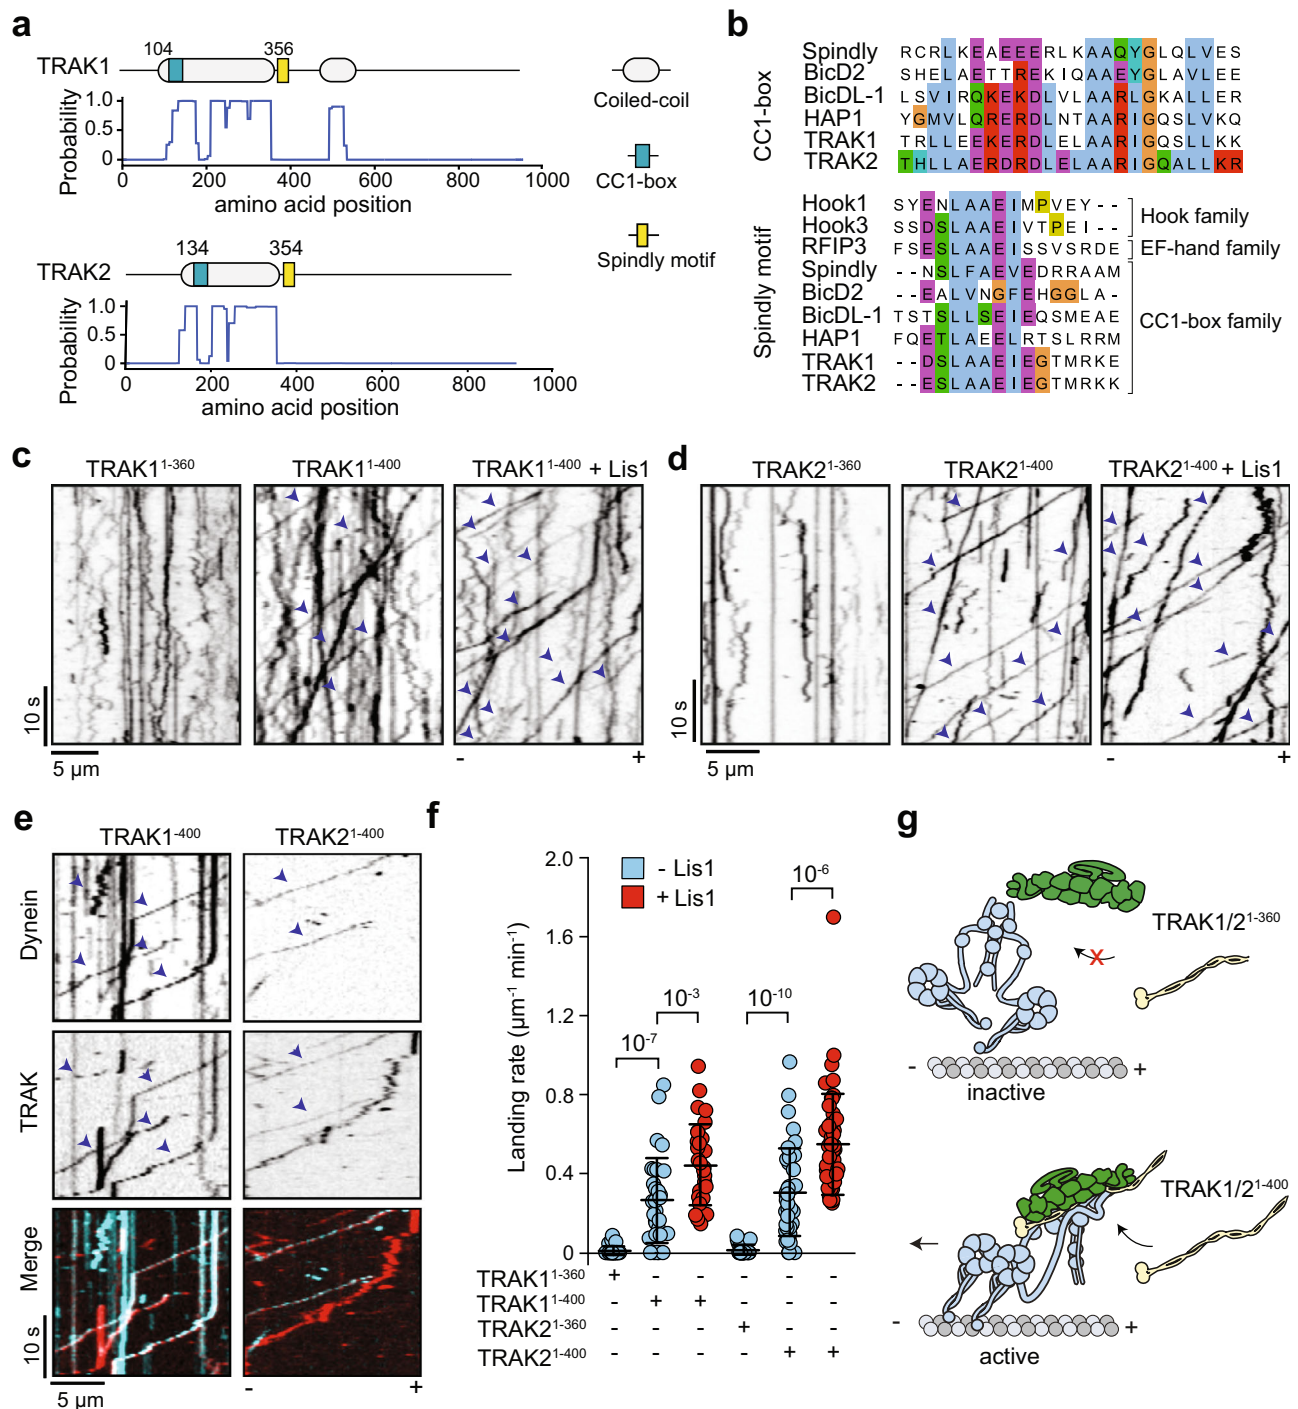 a
104
356
TRAK1
Probability
1.0
0.5
0
0 200 400 600 800 1000
amino acid position
134
354
TRAK2
Probability
1.0
0.5
0
0 200 400 600 800 1000
amino acid position
Coiled-coil
CC1-box
Spindly motif
b
CC1-box
Spindly RCRLKEAEEERLKAAQYGLQLVES
BicD2 SHELAETTREKIQAAEYGLAVLEE
BicDL-1 LSVIRQKEKDLVLAARLGKALLER
HAP1 YGMVLQRERDLNTAARIGQSLVKQ
TRAK1 TRLLEEKERDLELAARIGQSLLKK
TRAK2 THLLAERDRDLELAARIGQALLKR
Spindly motif
Hook1 SYENLAAEIMPVEY--
Hook3 SSDSLAAEIVTPEI--
RFIP3 FSESLAAEISSVSRDE
Spindly --NSLFAEVEDRRAAM
BicD2 --EALVNGFEHGGLA-
BicDL-1 TSTSLLSEIEQSMEAE
HAP1 FQETLAEELRTSLRRM
TRAK1 --DSLAAEIEGTMRKE
TRAK2 --ESLAAEIEGTMRKK
Hook family
EF-hand family
CC1-box family
c
TRAK1¹⁻³⁶⁰
TRAK1¹⁻⁴⁰⁰
TRAK1¹⁻⁴⁰⁰ + Lis1
10 s
5 µm
- +
d
TRAK2¹⁻³⁶⁰
TRAK2¹⁻⁴⁰⁰
TRAK2¹⁻⁴⁰⁰ + Lis1
10 s
5 µm
- +
e
TRAK1⁻⁴⁰⁰
TRAK2¹⁻⁴⁰⁰
Dynein
TRAK
Merge
10 s
5 µm
- +
f
- Lis1
+ Lis1
Landing rate (µm⁻¹ min⁻¹)
2.0
1.6
1.2
0.8
0.4
0
10⁻⁷
10⁻³
10⁻¹⁰
10⁻⁶
TRAK1¹⁻³⁶⁰ + - - - - -
TRAK1¹⁻⁴⁰⁰ - + + - - -
TRAK2¹⁻³⁶⁰ - - - + - -
TRAK2¹⁻⁴⁰⁰ - - - - + +
g
TRAK1/2¹⁻³⁶⁰
X
- +
inactive
TRAK1/2¹⁻⁴⁰⁰
- +
active